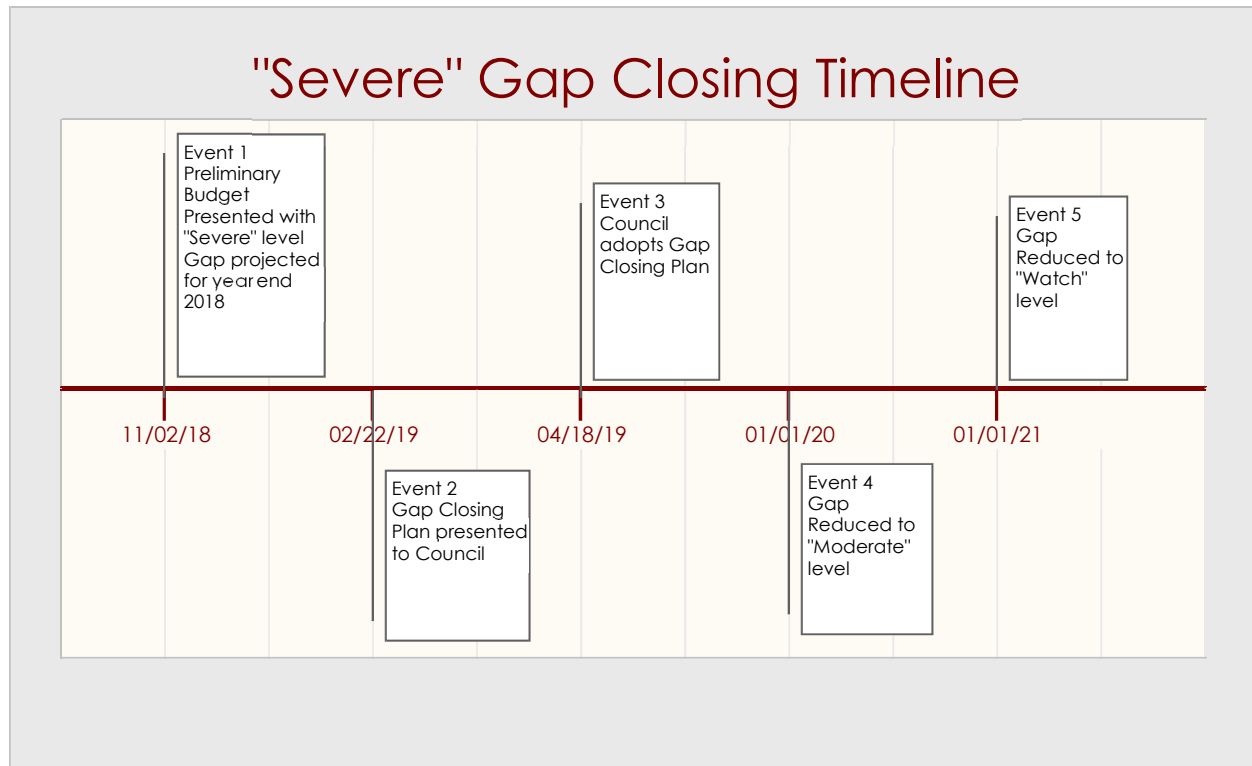 "Severe" Gap Closing Timeline
Event 1
Preliminary
Budget
Presented with
"Severe" level
Gap projected
for year end
2018
Event 3
Council
adopts Gap
Closing Plan
Event 5
Gap
Reduced to
"Watch"
level
11/02/18
02/22/19
04/18/19
01/01/20
01/01/21
Event 2
Gap Closing
Plan presented
to Council
Event 4
Gap
Reduced to
"Moderate"
level